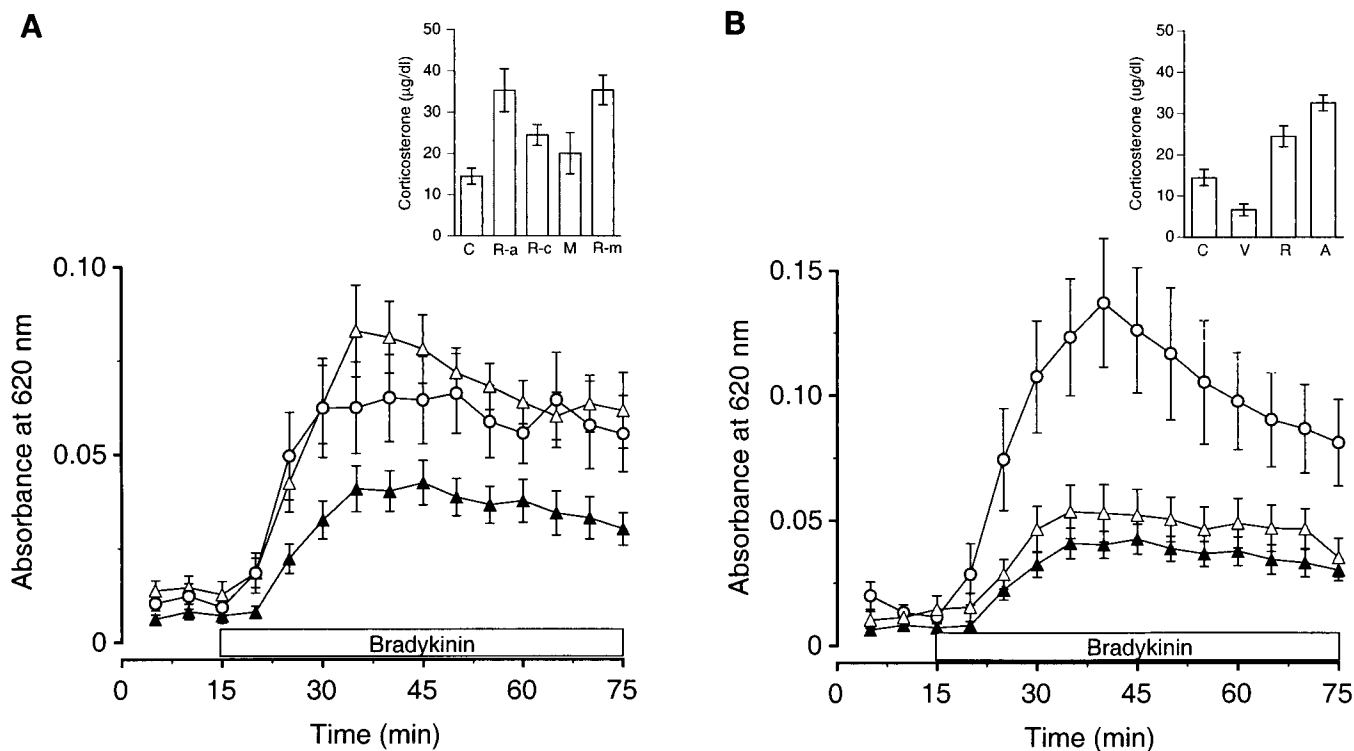 A
50
40
30
20
10
0
Corticosterone (µg/dl)
C R-a R-c M R-m
0.10
0.05
0
Absorbance at 620 nm
Bradykinin
0 15 30 45 60 75
Time (min)
B
50
40
30
20
10
0
Corticosterone (ug/dl)
C V R A
0.15
0.10
0.05
0
Absorbance at 620 nm
Bradykinin
0 15 30 45 60 75
Time (min)